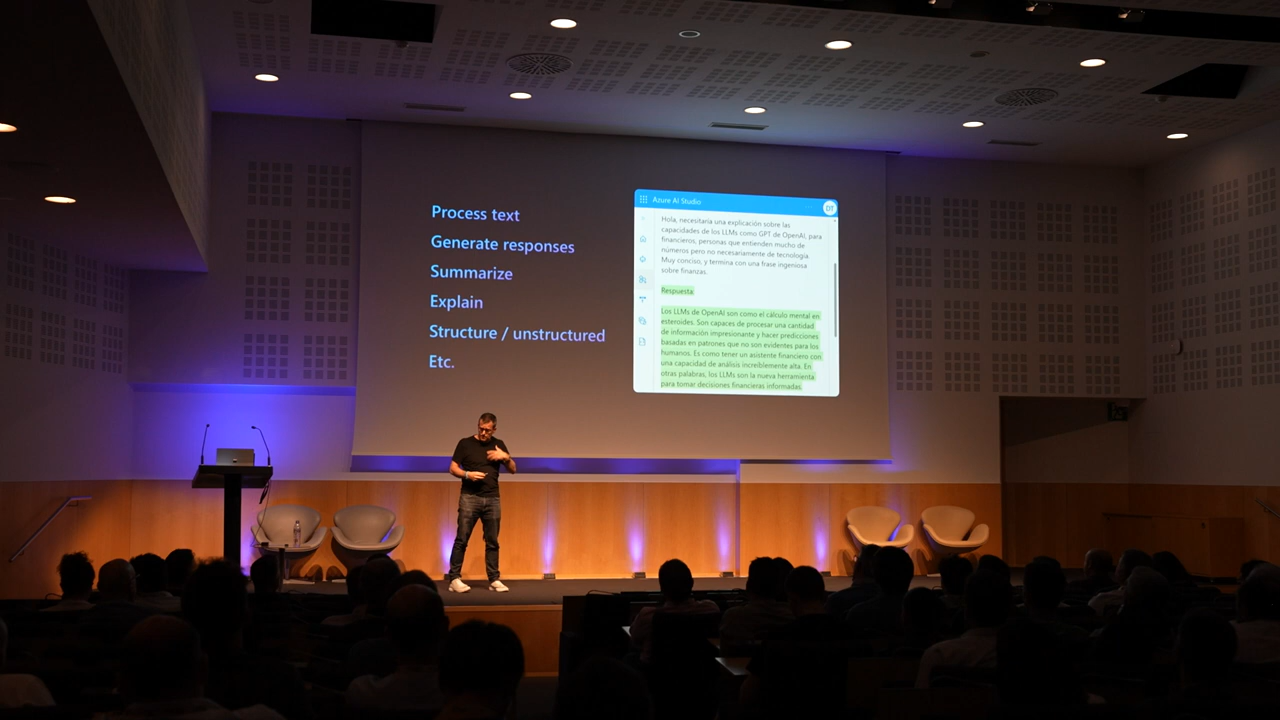 Process text
Generate responses
Summarize
Explain
Structure / unstructured
Etc.
Azure AI Studio
DT
Hola, necesitaría una explicación sobre las
capacidades de los LLMs como GPT de OpenAI, para
financieros, personas que entienden mucho de
números pero no necesariamente de tecnología.
Muy conciso, y termina con una frase ingeniosa
sobre finanzas.
Respuesta:
Los LLMs de OpenAI son como el cálculo mental en
esteroides. Son capaces de procesar una cantidad
de información impresionante y hacer predicciones
basadas en patrones que no son evidentes para los
humanos. Es como tener un asistente financiero con
una capacidad de análisis increíblemente alta. En
otras palabras, los LLMs son la nueva herramienta
para tomar decisiones financieras informadas.